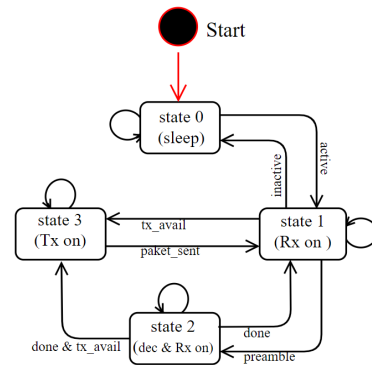 Start
state 0
(sleep)
active
inactive
state 3
(Tx on)
tx_avail
paket_sent
state 1
(Rx on )
state 2
(dec & Rx on)
done
done & tx_avail
preamble